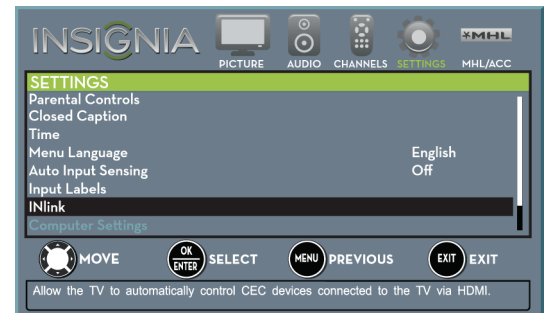 INSIGNIA
PICTURE AUDIO CHANNELS SETTINGS MHL/ACC
MHL
SETTINGS
Parental Controls
Closed Caption
Time
Menu Language English
Auto Input Sensing Off
Input Labels
INlink
Computer Settings
MOVE OK ENTER SELECT MENU PREVIOUS EXIT EXIT
Allow the TV to automatically control CEC devices connected to the TV via HDMI.